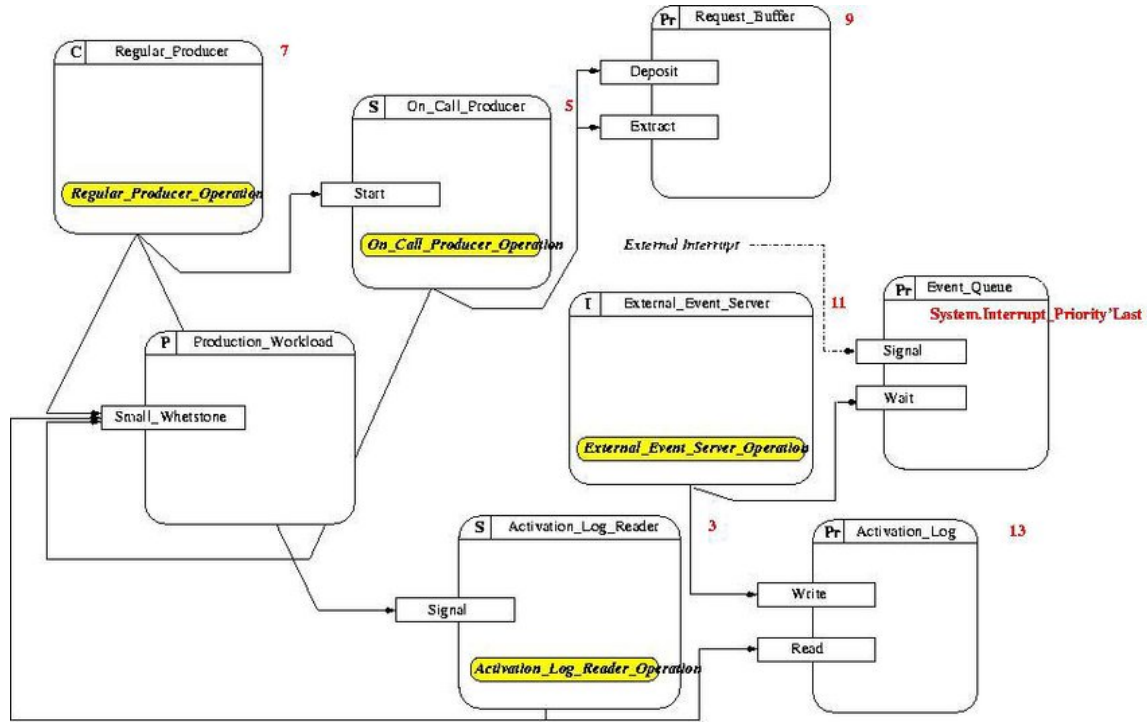 C Regular_Producer 7
Regular_Producer_Operation
S On_Call_Producer 5
Start
On_Call_Producer_Operation
Pr Request_Buffer 9
Deposit
Extract
External Interrupt
I External_Event_Server 11
External_Event_Server_Operation
Pr Event_Queue
System.Interrupt_Priority'Last
Signal
Wait
P Production_Workload
Small_Whetstone
S Activation_Log_Reader 3
Signal
Activation_Log_Reader_Operation
Pr Activation_Log 13
Write
Read